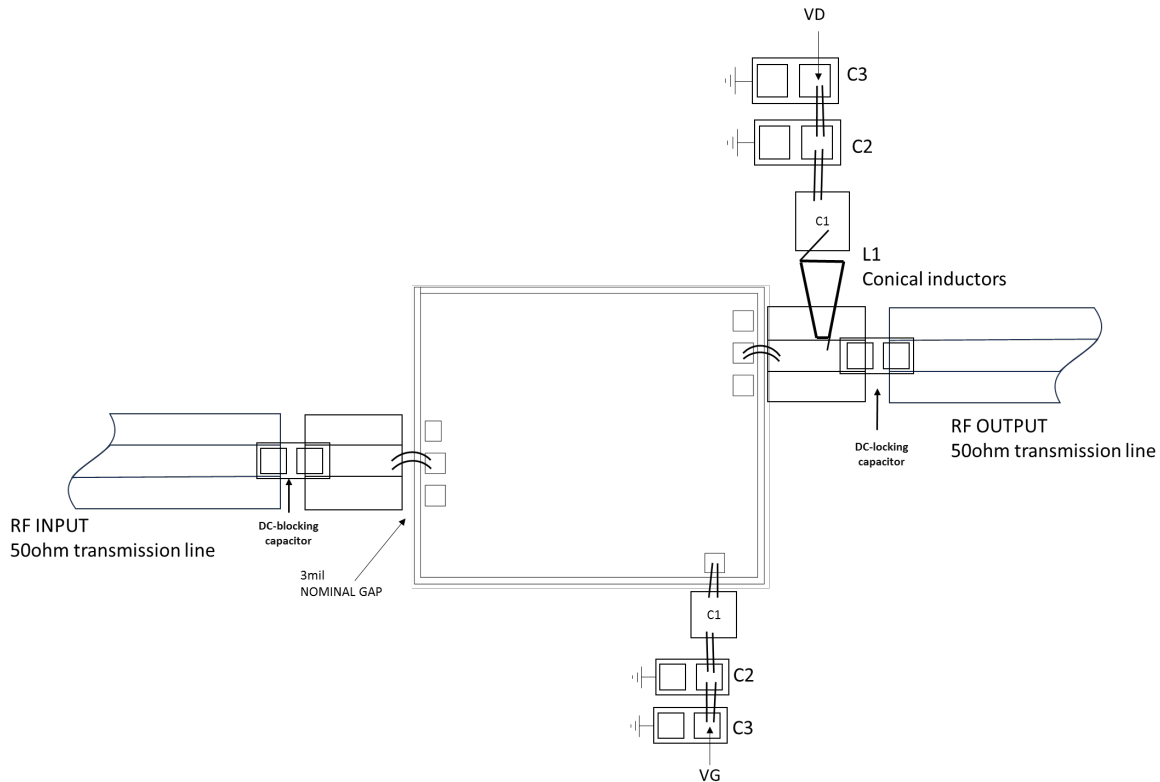 VD
C3
C2
C1
L1
Conical inductors
DC-locking
capacitor
RF OUTPUT
50ohm transmission line
RF INPUT
50ohm transmission line
DC-blocking
capacitor
3mil
NOMINAL GAP
C1
C2
C3
VG